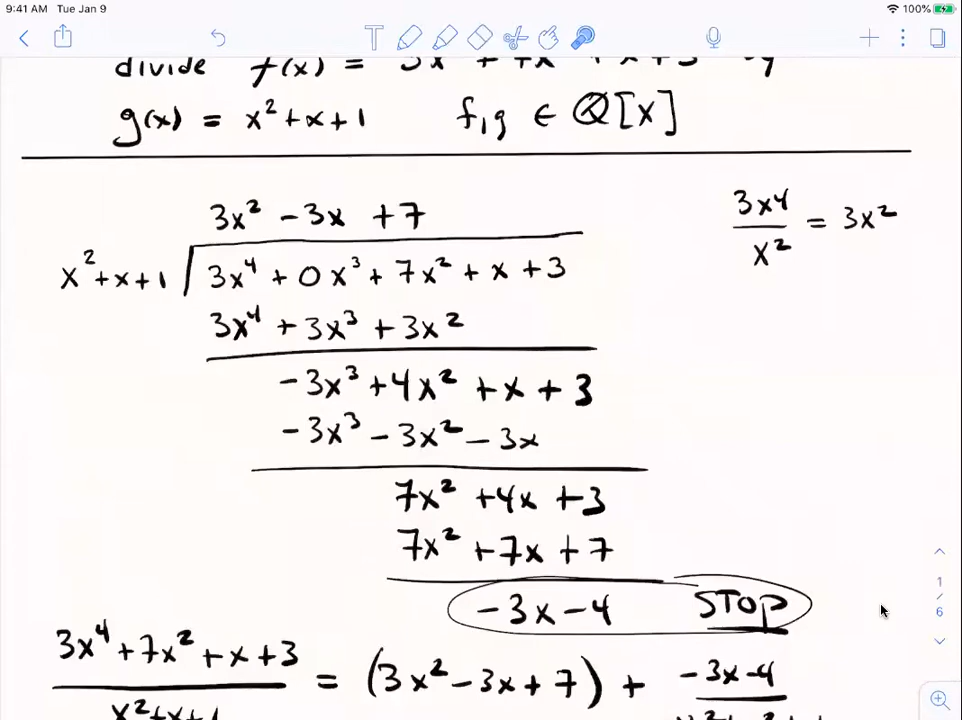 9:41 AM Tue Jan 9 100%
divide f(x) =
g(x) = x² + x + 1 f, g ∈ ℚ[x]
3x² - 3x + 7
x² + x + 1 3x⁴ + 0x³ + 7x² + x + 3
3x⁴ / x² = 3x²
3x⁴ + 3x³ + 3x²
-3x³ + 4x² + x + 3
-3x³ - 3x² - 3x
7x² + 4x + 3
7x² + 7x + 7
-3x - 4 STOP
3x⁴ + 7x² + x + 3 = (3x² - 3x + 7) + -3x - 4
x² + x + 1
T
1
/
6